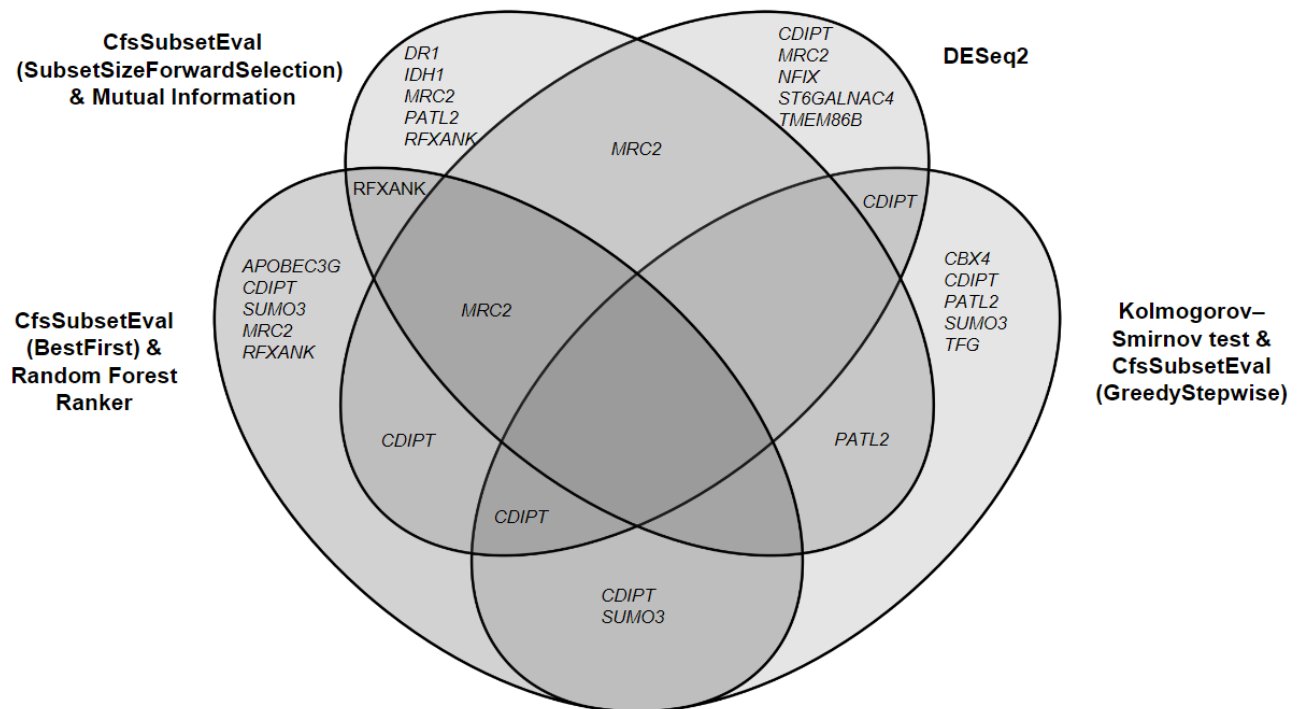 CfsSubsetEval
(SubsetSizeForwardSelection)
& Mutual Information
DR1
IDH1
MRC2
PATL2
RFXANK
CDIPT
MRC2
NFIX
ST6GALNAC4
TMEM86B
DESeq2
MRC2
RFXANK
CDIPT
APOBEC3G
CDIPT
SUMO3
MRC2
RFXANK
CBX4
CDIPT
PATL2
SUMO3
TFG
CfsSubsetEval
(BestFirst) &
Random Forest
Ranker
MRC2
Kolmogorov–
Smirnov test &
CfsSubsetEval
(GreedyStepwise)
CDIPT
PATL2
CDIPT
CDIPT
SUMO3